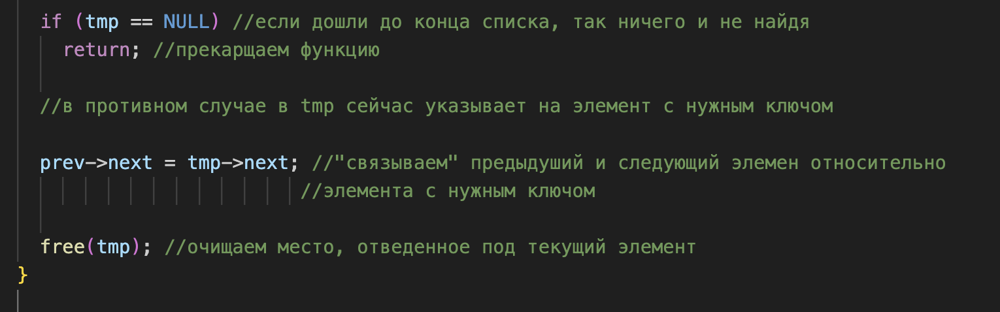 if (tmp == NULL) //если дошли до конца списка, так ничего и не найдя
return; //прекарщаем функцию
//в противном случае в tmp сейчас указывает на элемент с нужным ключом
prev->next = tmp->next; //"связываем" предыдуший и следующий элемен относительно
//элемента с нужным ключом
free(tmp); //очищаем место, отведенное под текущий элемент
}